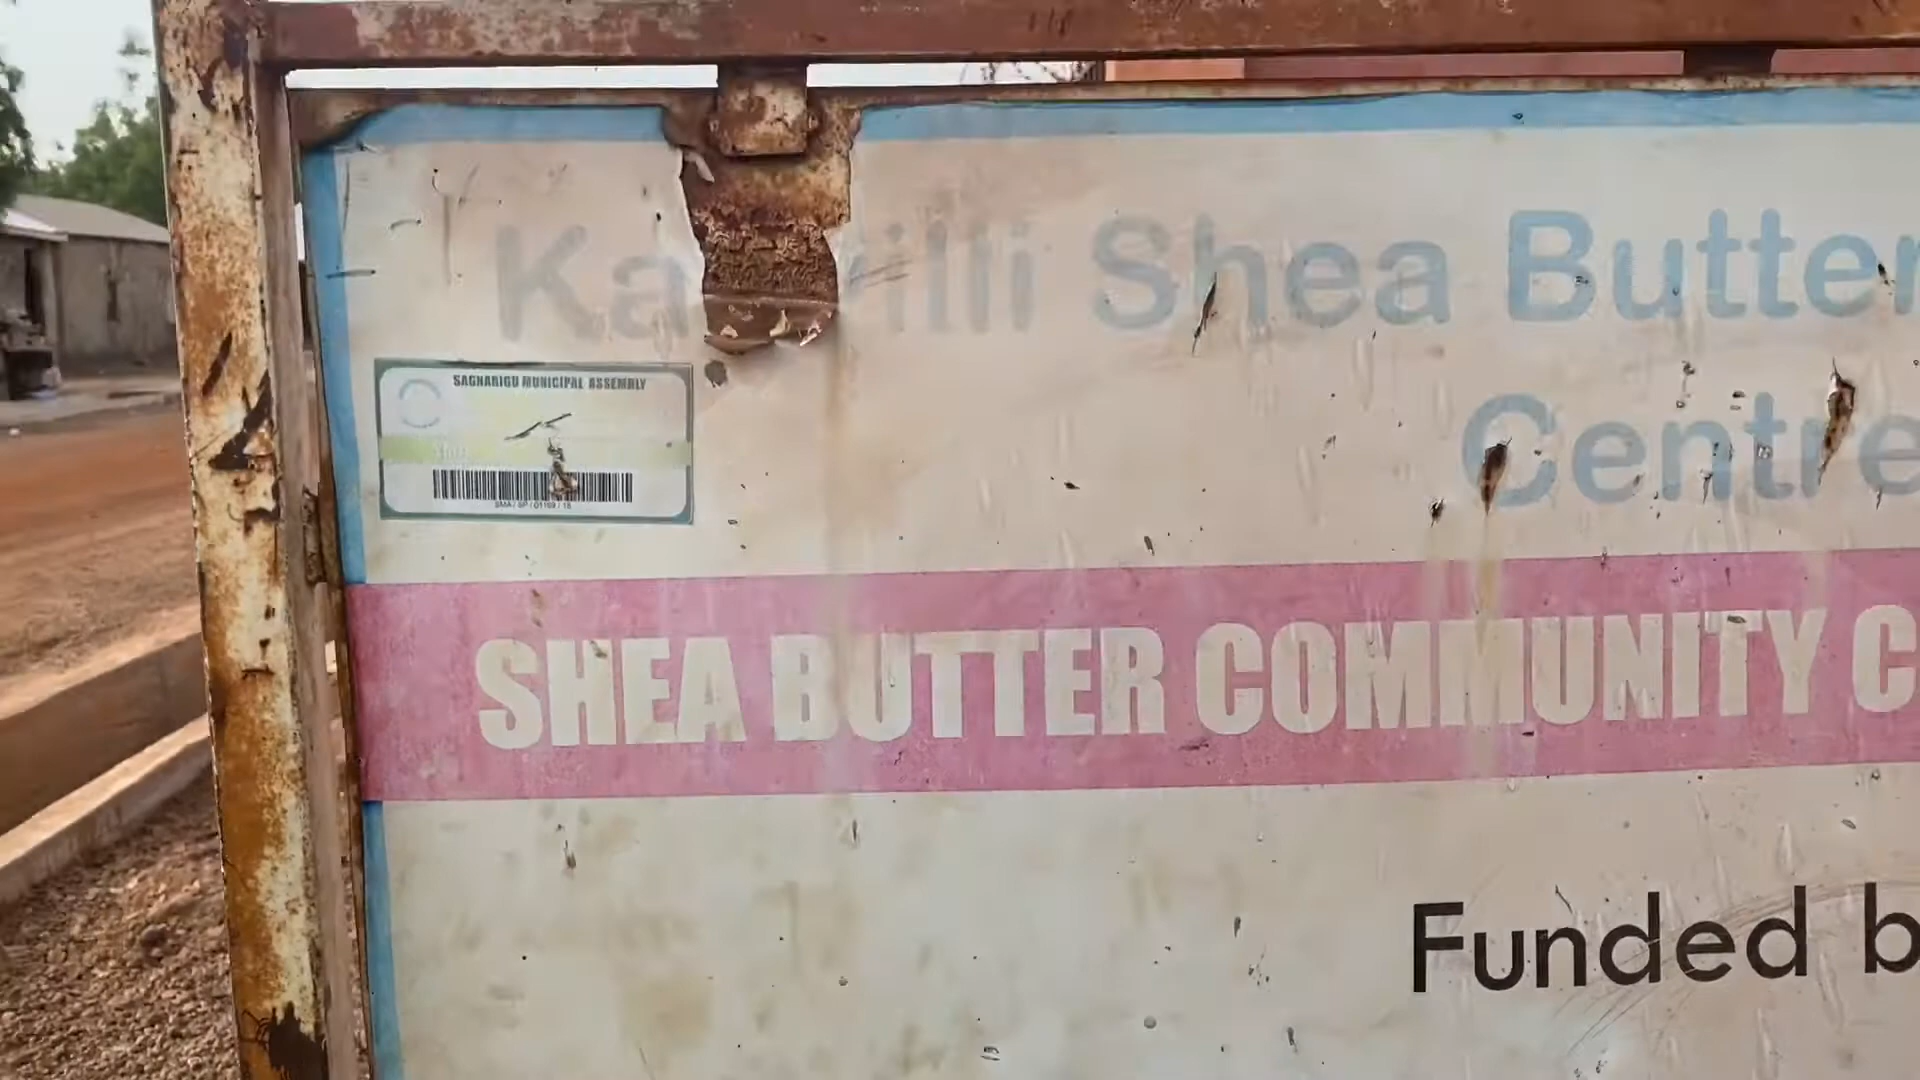 Shea Butter
Centre
SAGNARIGU MUNICIPAL ASSEMBLY
SHEA BUTTER COMMUNITY C
Funded b